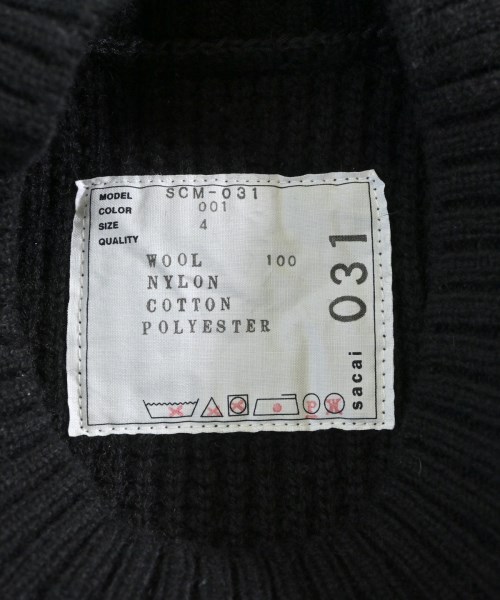 MODEL SCM-031
COLOR 001
SIZE 4
QUALITY
WOOL 100
NYLON
COTTON
POLYESTER
P W
sacai 031